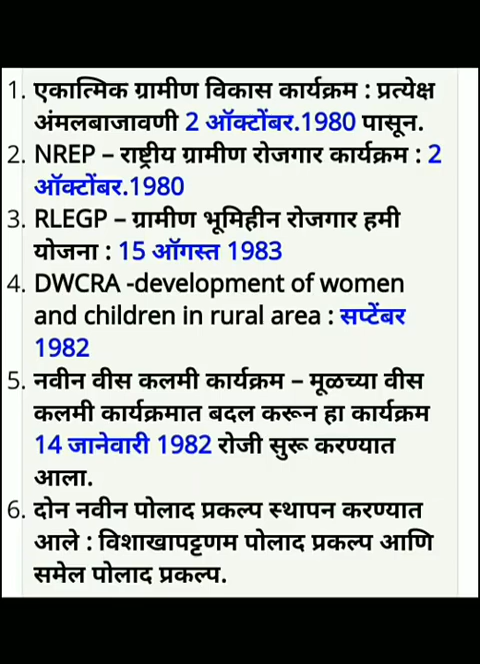 1. एकात्मिक ग्रामीण विकास कार्यक्रम : प्रत्येक्ष
अंमलबाजावणी 2 ऑक्टोंबर.1980 पासून.
2. NREP – राष्ट्रीय ग्रामीण रोजगार कार्यक्रम : 2
ऑक्टोंबर.1980
3. RLEGP – ग्रामीण भूमिहीन रोजगार हमी
योजना : 15 ऑगस्त 1983
4. DWCRA -development of women
and children in rural area : सप्टेंबर
1982
5. नवीन वीस कलमी कार्यक्रम – मूळच्या वीस
कलमी कार्यक्रमात बदल करून हा कार्यक्रम
14 जानेवारी 1982 रोजी सुरू करण्यात
आला.
6. दोन नवीन पोलाद प्रकल्प स्थापन करण्यात
आले : विशाखापट्टणम पोलाद प्रकल्प आणि
समेल पोलाद प्रकल्प.